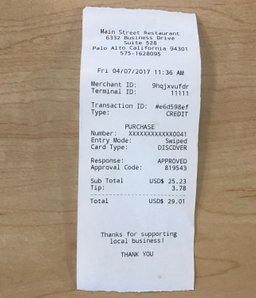 Main Street Restaurant
6332 Business Drive
Suite 528
Palo Alto California 94301
575-1628095
Fri 04/07/2017 11:36 AM
Merchant ID: 9hqjxvufdr
Terminal ID: 11111
Transaction ID: #e6d598ef
Type: CREDIT
PURCHASE
Number: XXXXXXXXXXXX0041
Entry Mode: Swiped
Card Type: DISCOVER
Response: APPROVED
Approval Code: 819543
Sub Total USD$ 25.23
Tip: 3.78
Total USD$ 29.01
Thanks for supporting
local business!
THANK YOU